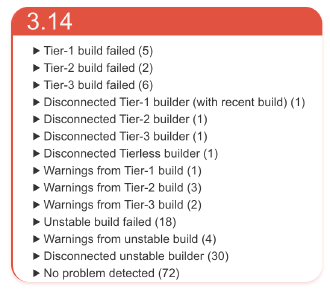 3.14
Tier-1 build failed (5)
Tier-2 build failed (2)
Tier-3 build failed (6)
Disconnected Tier-1 builder (with recent build) (1)
Disconnected Tier-2 builder (1)
Disconnected Tier-3 builder (1)
Disconnected Tierless builder (1)
Warnings from Tier-1 build (1)
Warnings from Tier-2 build (3)
Warnings from Tier-3 build (2)
Unstable build failed (18)
Warnings from unstable build (4)
Disconnected unstable builder (30)
No problem detected (72)